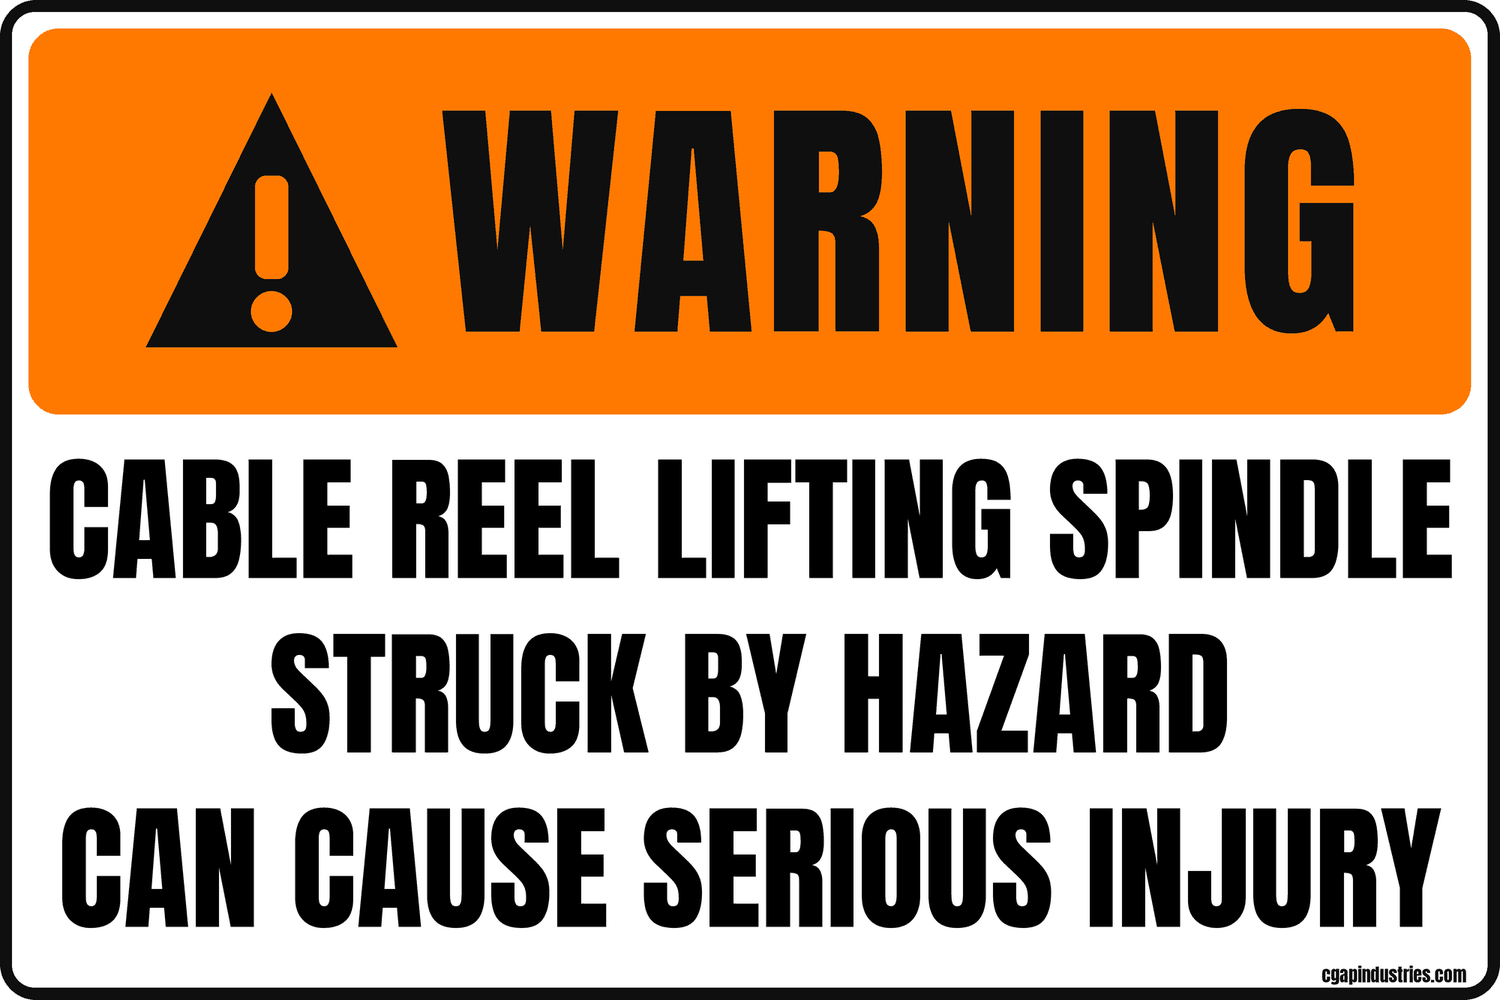 WARNING
CABLE REEL LIFTING SPINDLE
STRUCK BY HAZARD
CAN CAUSE SERIOUS INJURY
cgapindustries.com